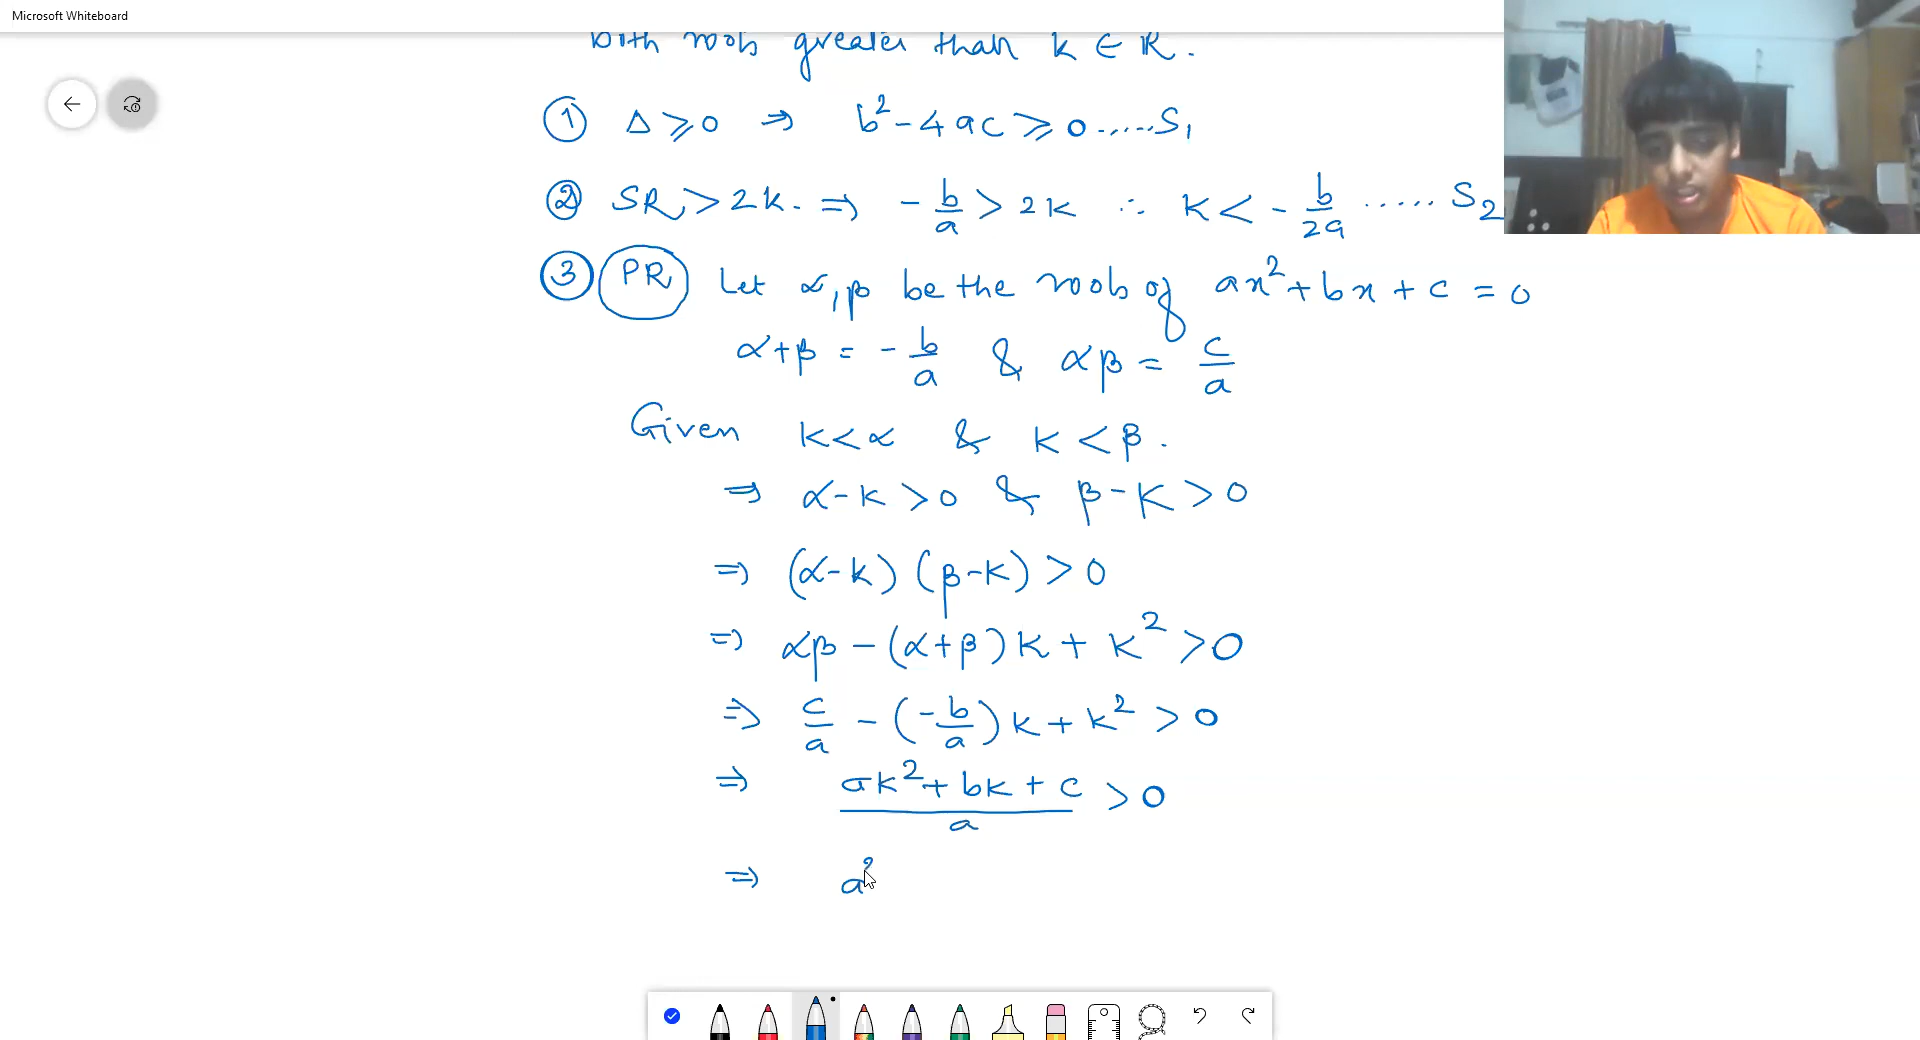 Microsoft Whiteboard
both roots greater than k ∈ R.
① Δ ⩾ 0 ⇒ b² - 4ac ⩾ 0 ..... S₁
② SR > 2k. ⇒ - b/a > 2k ∴ k < - b/2a ..... S₂
③ PR Let α, β be the roots of ax² + bx + c = 0
α + β = - b/a & αβ = c/a
Given k < α & k < β.
⇒ α - k > 0 & β - k > 0
⇒ (α - k) (β - k) > 0
⇒ αβ - (α + β) k + k² > 0
⇒ c/a - (- b/a) k + k² > 0
⇒ (ak² + bk + c)/a > 0
⇒ a²